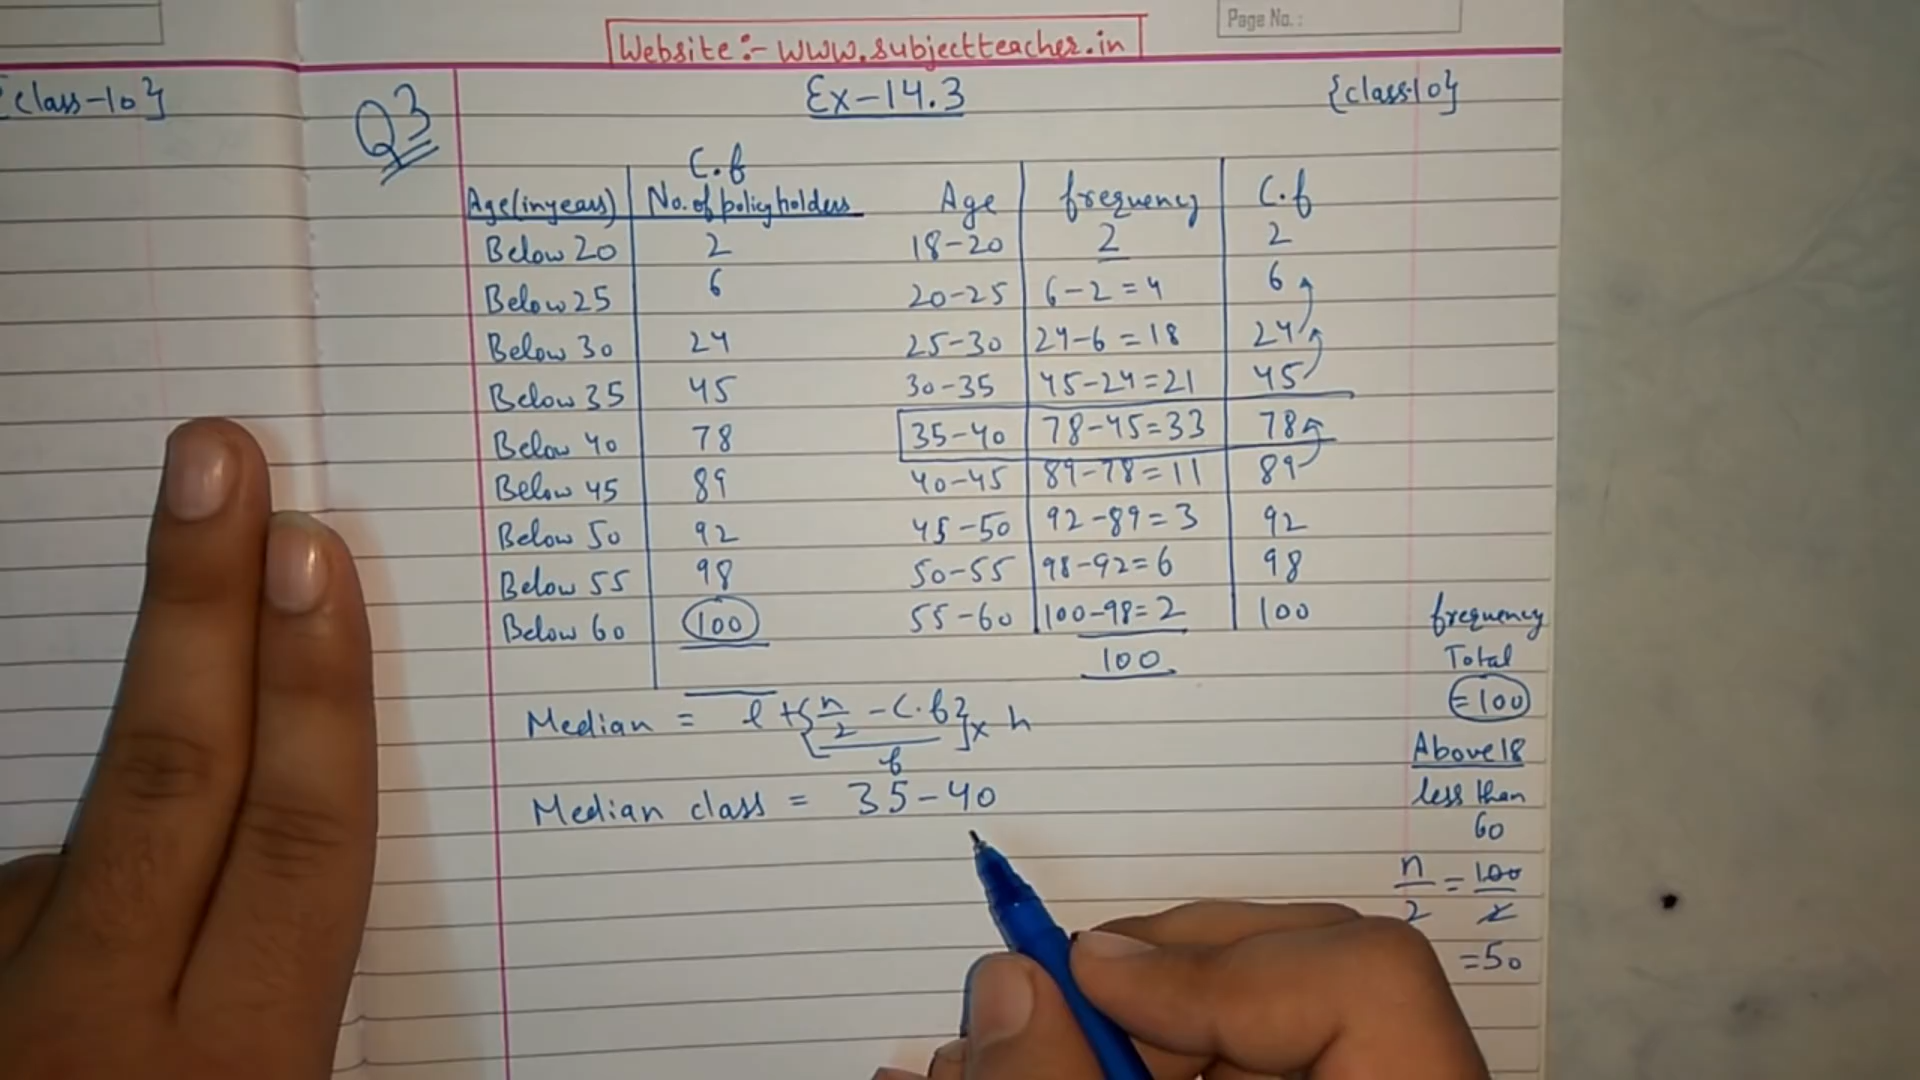 Page No. :
Website :- www.subjectteacher.in
{class-10}
Q3
Ex-14.3
{class-10}
C.f
Age(in years) No. of policy holders Age frequency C.f
Below 20 2 18-20 2 2
Below 25 6 20-25 6-2=4 6
Below 30 24 25-30 24-6=18 24
Below 35 45 30-35 45-24=21 45
Below 40 78 35-40 78-45=33 78
Below 45 89 40-45 89-78=11 89
Below 50 92 45-50 92-89=3 92
Below 55 98 50-55 98-92=6 98
Below 60 100 55-60 100-98=2 100
100
frequency
Total
=100
Median = l+{n/2 - C.f}/f × h
Median class = 35-40
Above 18
less than
60
n/2 = 100/2
=50